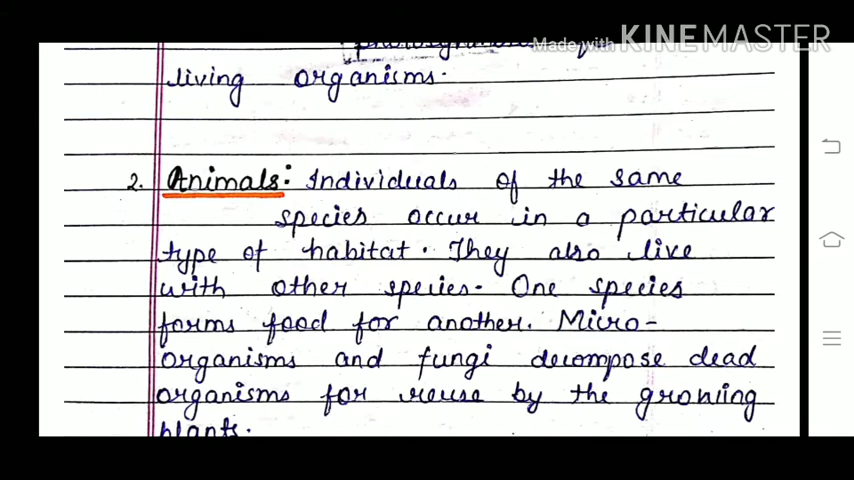 Made with KINEMASTER
living organisms.
2. Animals: Individuals of the same
species occur in a particular
type of habitat. They also live
with other species. One species
forms food for another. Micro-
organisms and fungi decompose dead
organisms for reuse by the growing
plants.